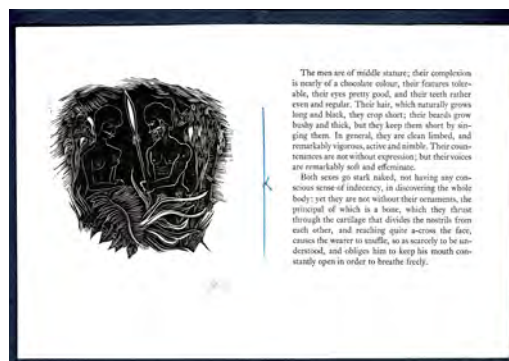 The men are of middle stature; their complexion
is nearly of a chocolate colour, their features toler-
able, their eyes pretty good, and their teeth rather
even and regular. Their hair, which naturally grows
long and black, they crop short; their beards grow
bushy and thick, but they keep them short by sin-
ging them. In general, they are clean limbed, and
remarkably vigorous, active and nimble. Their coun-
tenances are not without expression; but their voices
are remarkably soft and effeminate.
Both sexes go stark naked, not having any con-
scious sense of indecency, in discovering the whole
body: yet they are not without their ornaments, the
principal of which is a bone, which they thrust
through the cartilage that divides the nostrils from
each other, and reaching quite a-cross the face,
causes the wearer to snuffle, so as scarcely to be un-
derstood, and obliges him to keep his mouth con-
stantly open in order to breathe freely.